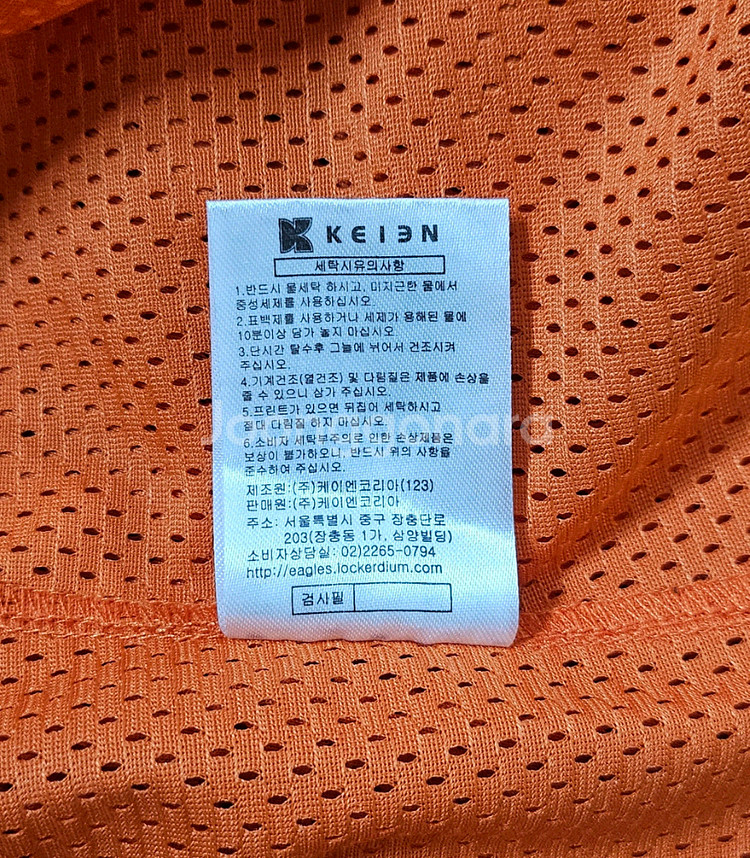 KEIEN
세탁시유의사항
1.반드시 물세탁 하시고, 미지근한 물에서
중성세제를 사용하십시오.
2.표백제를 사용하거나 세제가 용해된 물에
10분이상 담가 놓지 마십시오.
3.단시간 탈수후 그늘에 뉘어서 건조시켜
주십시오.
4.기계건조(열건조) 및 다림질은 제품에 손상을
줄 수 있으니 삼가 주십시오.
5.프린트가 있으면 뒤집어 세탁하시고
절대 다림질 하지 마십시오.
6.소비자 세탁부주의로 인한 손상제품은
보상이 불가하오니, 반드시 위의 사항을
준수하여 주십시오.
제조원:(주)케이엔코리아(123)
판매원:(주)케이엔코리아
주소: 서울특별시 중구 장충단로
203(장충동 1가, 삼양빌딩)
소비자상담실: 02)2265-0794
http://eagles.lockerdium.com
검사필